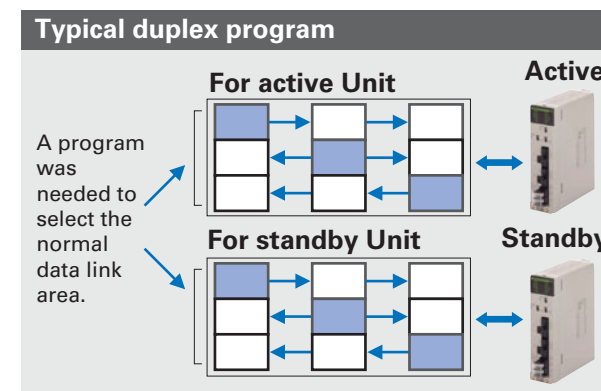 Typical duplex program
For active Unit
Active
A program
was
needed to
select the
normal
data link
area.
For standby Unit
Standby